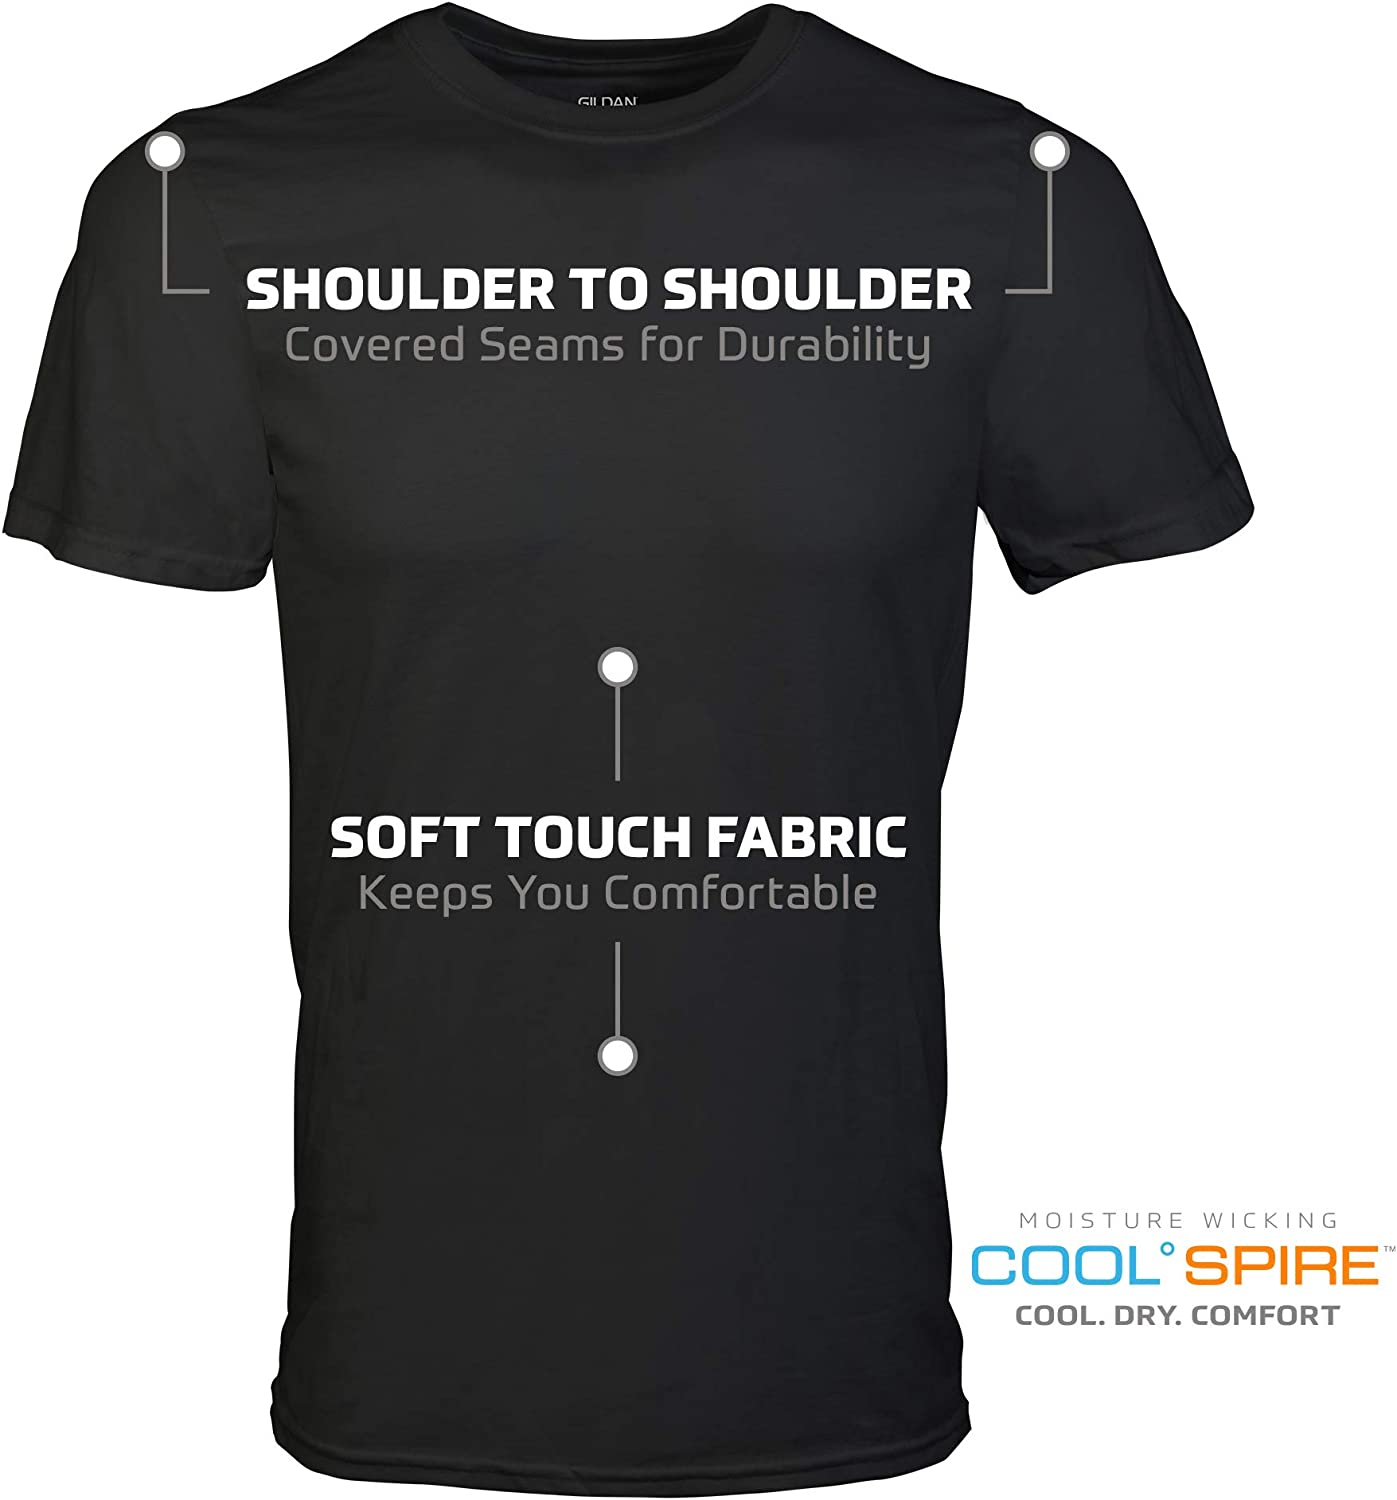 GILDAN
SHOULDER TO SHOULDER
Covered Seams for Durability
SOFT TOUCH FABRIC
Keeps You Comfortable
MOISTURE WICKING
COOL° SPIRE™
COOL. DRY. COMFORT